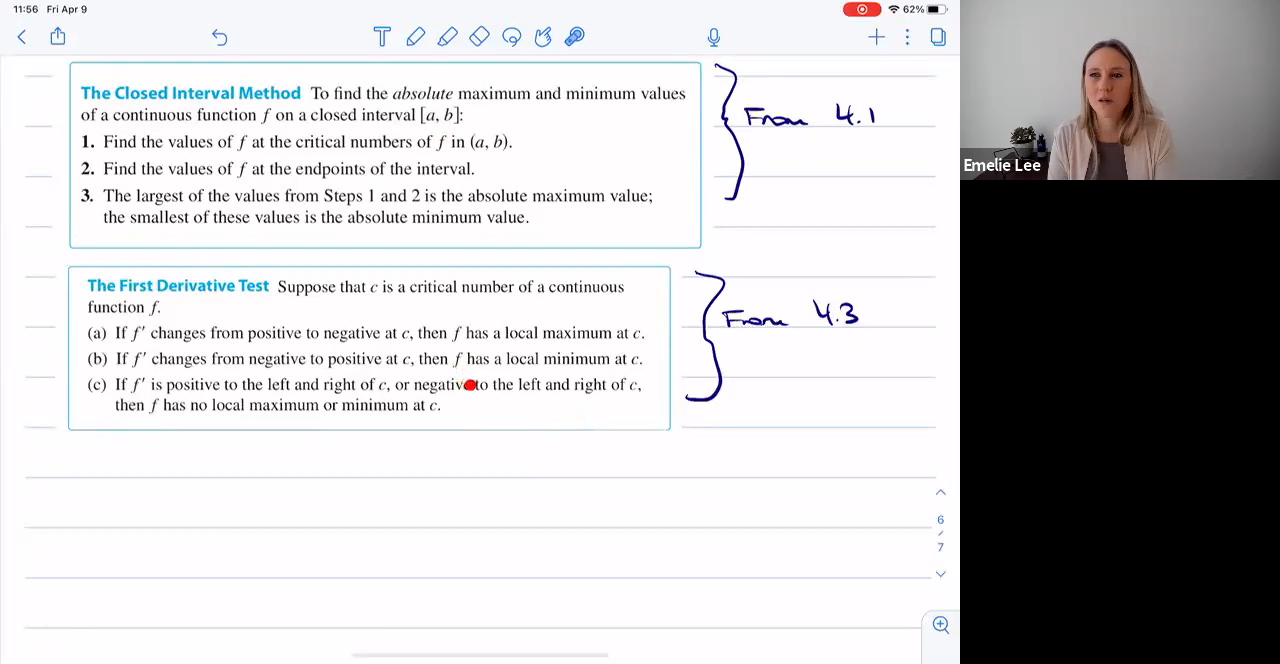 11:56 Fri Apr 9
62%
The Closed Interval Method To find the absolute maximum and minimum values
of a continuous function f on a closed interval [a, b]:
1. Find the values of f at the critical numbers of f in (a, b).
2. Find the values of f at the endpoints of the interval.
3. The largest of the values from Steps 1 and 2 is the absolute maximum value;
the smallest of these values is the absolute minimum value.
From 4.1
The First Derivative Test Suppose that c is a critical number of a continuous
function f.
(a) If f′ changes from positive to negative at c, then f has a local maximum at c.
(b) If f′ changes from negative to positive at c, then f has a local minimum at c.
(c) If f′ is positive to the left and right of c, or negative to the left and right of c,
then f has no local maximum or minimum at c.
From 4.3
6
/
7
Emelie Lee